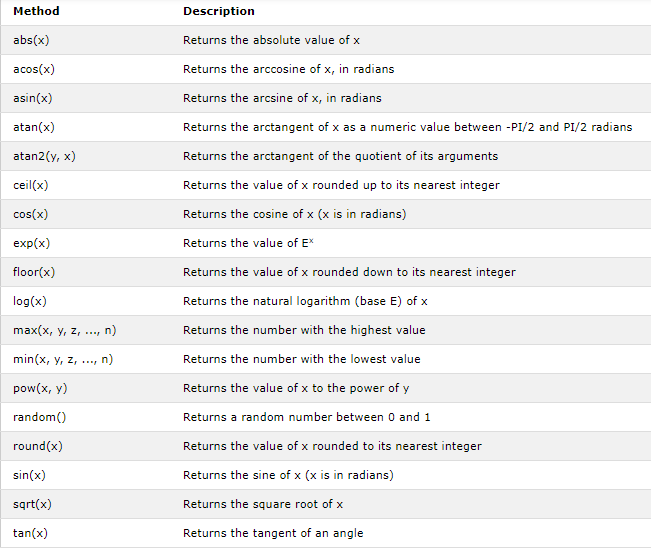 Method Description
abs(x) Returns the absolute value of x
acos(x) Returns the arccosine of x, in radians
asin(x) Returns the arcsine of x, in radians
atan(x) Returns the arctangent of x as a numeric value between -PI/2 and PI/2 radians
atan2(y, x) Returns the arctangent of the quotient of its arguments
ceil(x) Returns the value of x rounded up to its nearest integer
cos(x) Returns the cosine of x (x is in radians)
exp(x) Returns the value of Eˣ
floor(x) Returns the value of x rounded down to its nearest integer
log(x) Returns the natural logarithm (base E) of x
max(x, y, z, ..., n) Returns the number with the highest value
min(x, y, z, ..., n) Returns the number with the lowest value
pow(x, y) Returns the value of x to the power of y
random() Returns a random number between 0 and 1
round(x) Returns the value of x rounded to its nearest integer
sin(x) Returns the sine of x (x is in radians)
sqrt(x) Returns the square root of x
tan(x) Returns the tangent of an angle